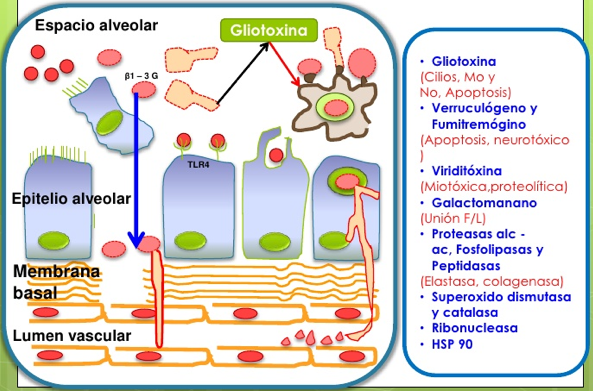 Espacio alveolar
Gliotoxina
β1 – 3 G
TLR4
Epitelio alveolar
Membrana
basal
Lumen vascular
• Gliotoxina
(Cilios, Mo y
No, Apoptosis)
• Verruculógeno y
Fumitremógino
(Apoptosis, neurotóxico
)
• Viriditóxina
(Miotóxica,proteolítica)
• Galactomanano
(Unión F/L)
• Proteasas alc -
ac, Fosfolipasas y
Peptidasas
(Elastasa, colagenasa)
• Superoxido dismutasa
y catalasa
• Ribonucleasa
• HSP 90